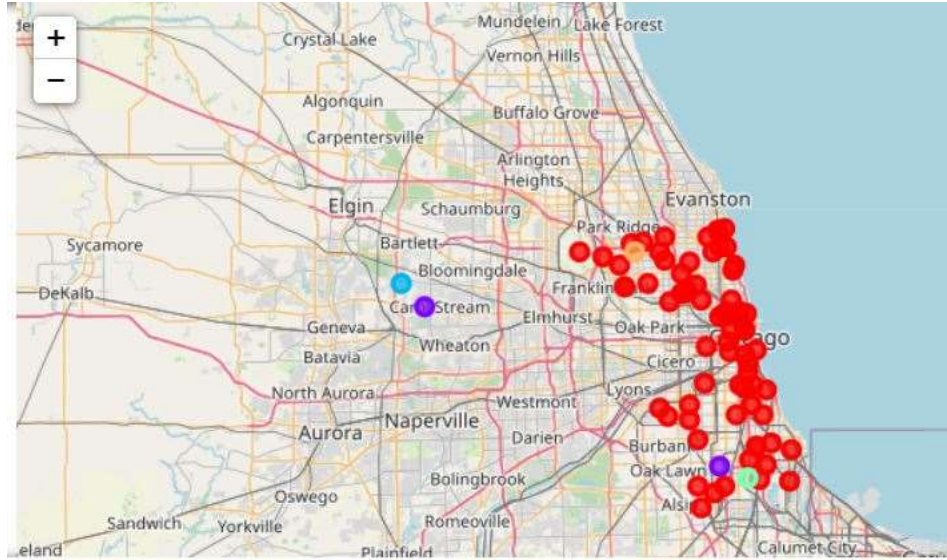 +
−
Mundelein
Lake Forest
Crystal Lake
Vernon Hills
Algonquin
Buffalo Grove
Carpentersville
Arlington
Heights
Elgin
Schaumburg
Evanston
Park Ridge
Sycamore
Bartlett
Bloomingdale
DeKalb
Franklin
Stream
Geneva
Elmhurst
Oak Park
Batavia
Wheaton
Cicero
North Aurora
Lyons
Westmont
Aurora
Naperville
Darien
Burban
Oak Lawn
Bolingbrook
Oswego
Alsi
Sandwich
Yorkville
Romeoville
Plainfield
Calumet City
eland